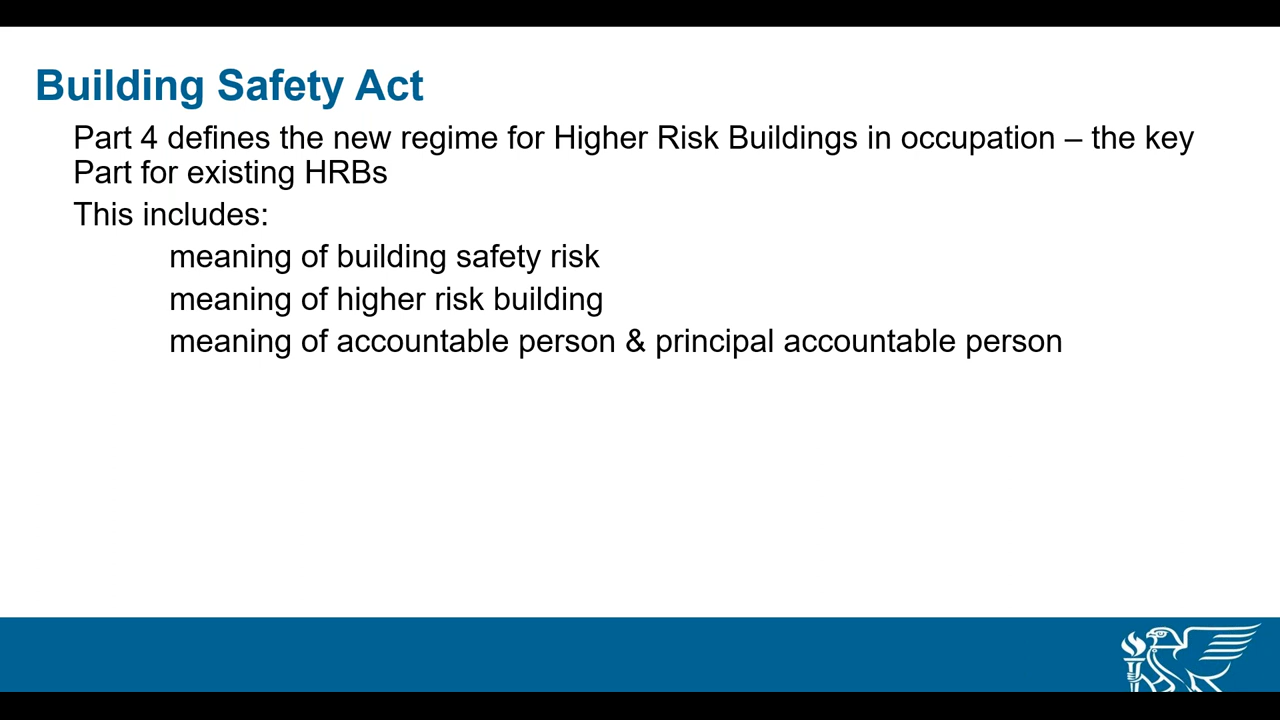 Building Safety Act
Part 4 defines the new regime for Higher Risk Buildings in occupation – the key
Part for existing HRBs
This includes:
meaning of building safety risk
meaning of higher risk building
meaning of accountable person & principal accountable person